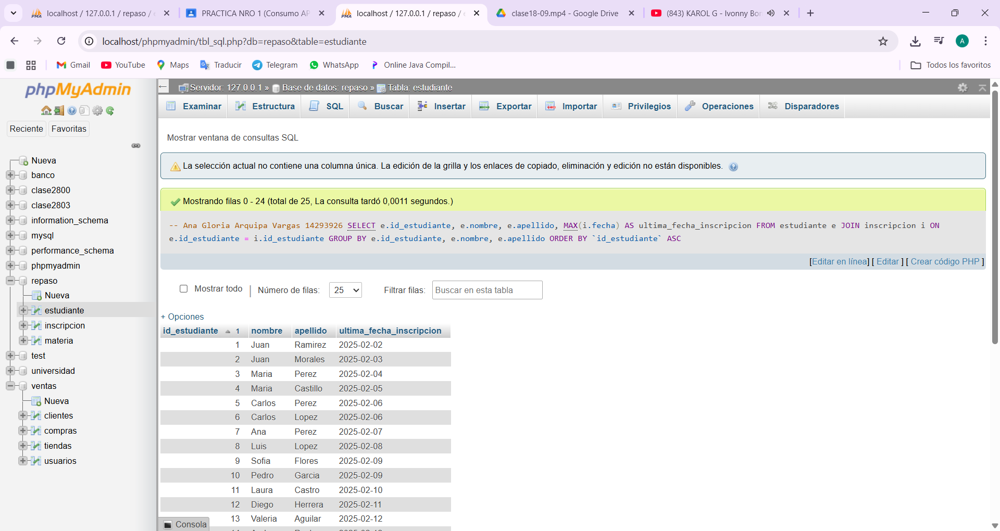 localhost / 127.0.0.1 / repaso / e
PRACTICA NRO 1 (Consumo AP
localhost / 127.0.0.1 / repaso / e
clase18-09.mp4 - Google Drive
(843) KAROL G - Ivonny Bon
localhost/phpmyadmin/tbl_sql.php?db=repaso&table=estudiante
A
Gmail
YouTube
Maps
Traducir
Telegram
WhatsApp
Online Java Compil...
Todos los favoritos
phpMyAdmin
Reciente
Favoritas
Nueva
banco
clase2800
clase2803
information_schema
mysql
performance_schema
phpmyadmin
repaso
Nueva
estudiante
inscripcion
materia
test
universidad
ventas
Nueva
clientes
compras
tiendas
usuarios
Servidor: 127.0.0.1 » Base de datos: repaso » Tabla: estudiante
Examinar
Estructura
SQL
Buscar
Insertar
Exportar
Importar
Privilegios
Operaciones
Disparadores
Mostrar ventana de consultas SQL
La selección actual no contiene una columna única. La edición de la grilla y los enlaces de copiado, eliminación y edición no están disponibles.
Mostrando filas 0 - 24 (total de 25, La consulta tardó 0,0011 segundos.)
-- Ana Gloria Arquipa Vargas 14293926 SELECT e.id_estudiante, e.nombre, e.apellido, MAX(i.fecha) AS ultima_fecha_inscripcion FROM estudiante e JOIN inscripcion i ON
e.id_estudiante = i.id_estudiante GROUP BY e.id_estudiante, e.nombre, e.apellido ORDER BY `id_estudiante` ASC
[Editar en línea] [ Editar ] [ Crear código PHP ]
Mostrar todo | Número de filas: 25 Filtrar filas: Buscar en esta tabla
+ Opciones
id_estudiante 1 nombre apellido ultima_fecha_inscripcion
1 Juan Ramirez 2025-02-02
2 Juan Morales 2025-02-03
3 Maria Perez 2025-02-04
4 Maria Castillo 2025-02-05
5 Carlos Perez 2025-02-06
6 Carlos Lopez 2025-02-06
7 Ana Perez 2025-02-07
8 Luis Lopez 2025-02-08
9 Sofia Flores 2025-02-09
10 Pedro Garcia 2025-02-09
11 Laura Castro 2025-02-10
12 Diego Herrera 2025-02-11
13 Valeria Aguilar 2025-02-12
Consola